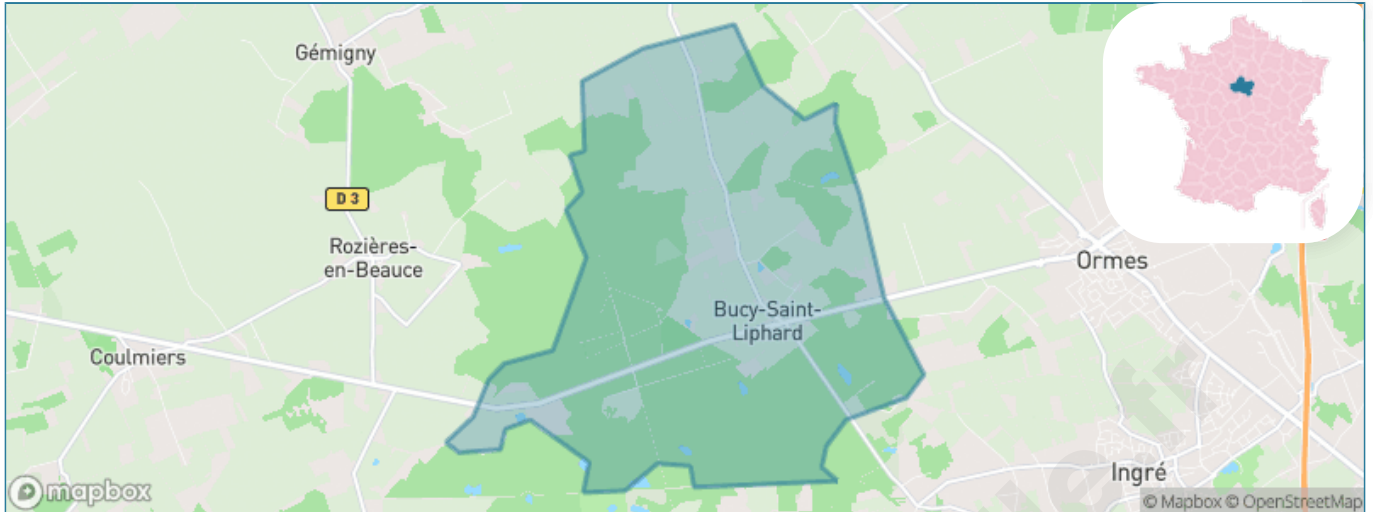 Gémigny
D 3
Rozières-
en-Beauce
Ormes
Bucy-Saint-
Liphard
Coulmiers
Ingré
mapbox
© Mapbox © OpenStreetMap